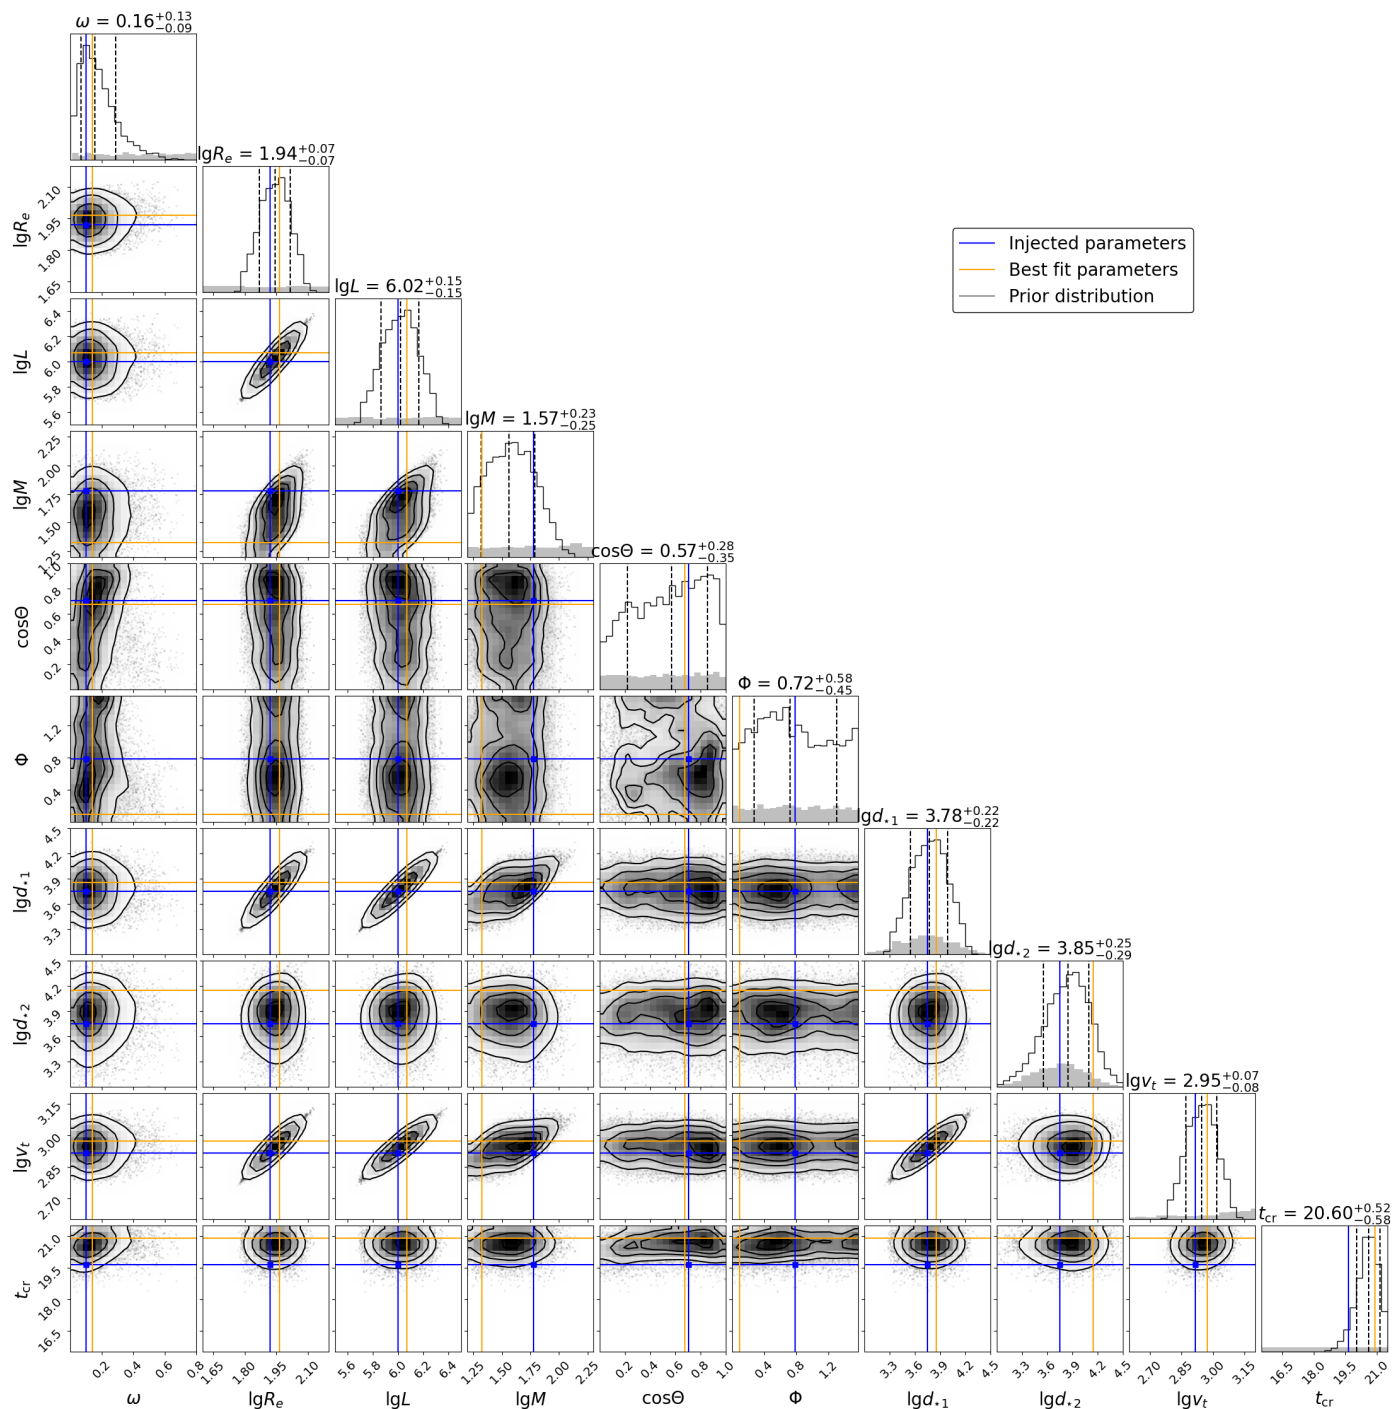 ω = 0.16+0.13−0.09
lgRe = 1.94+0.07−0.07
lgL = 6.02+0.15−0.15
lgM = 1.57+0.23−0.25
cosΘ = 0.57+0.28−0.35
Φ = 0.72+0.58−0.45
lgd*1 = 3.78+0.22−0.22
lgd*2 = 3.85+0.25−0.29
lgvt = 2.95+0.07−0.08
tcr = 20.60+0.52−0.58
Injected parameters
Best fit parameters
Prior distribution
lgRe
2.10
1.95
1.80
1.65
lgL
6.4
6.2
6.0
5.8
5.6
lgM
2.25
2.00
1.75
1.50
1.25
cosΘ
1.0
0.8
0.6
0.4
0.2
Φ
1.2
0.8
0.4
lgd*1
4.5
4.2
3.9
3.6
3.3
lgd*2
4.5
4.2
3.9
3.6
3.3
lgvt
3.15
3.00
2.85
2.70
tcr
21.0
19.5
18.0
16.5
0.2 0.4 0.6 0.8
1.65 1.80 1.95 2.10
5.6 5.8 6.0 6.2 6.4
1.25 1.50 1.75 2.00 2.25
0.2 0.4 0.6 0.8 1.0
0.4 0.8 1.2
3.3 3.6 3.9 4.2 4.5
3.3 3.6 3.9 4.2 4.5
2.70 2.85 3.00 3.15
16.5 18.0 19.5 21.0
ω lgRe lgL lgM cosΘ Φ lgd*1 lgd*2 lgvt tcr